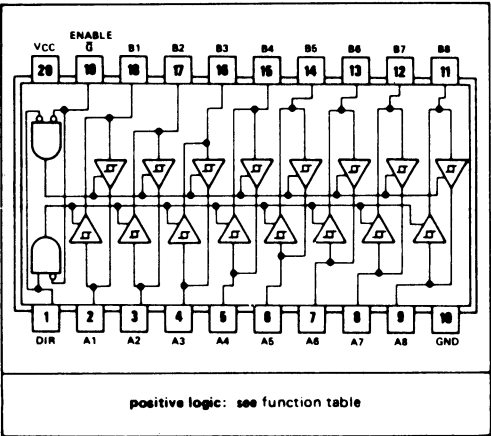 ENABLE
VCC G̅ B1 B2 B3 B4 B5 B6 B7 B8
20 19 18 17 16 15 14 13 12 11
1 2 3 4 5 6 7 8 9 10
DIR A1 A2 A3 A4 A5 A6 A7 A8 GND
positive logic: see function table